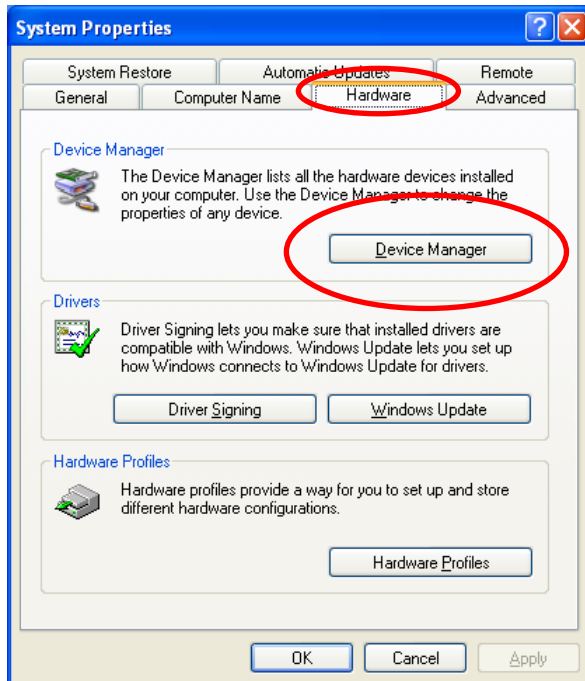 System Properties
System Restore
Automatic Updates
Remote
General
Computer Name
Hardware
Advanced
Device Manager
The Device Manager lists all the hardware devices installed
on your computer. Use the Device Manager to change the
properties of any device.
Device Manager
Drivers
Driver Signing lets you make sure that installed drivers are
compatible with Windows. Windows Update lets you set up
how Windows connects to Windows Update for drivers.
Driver Signing
Windows Update
Hardware Profiles
Hardware profiles provide a way for you to set up and store
different hardware configurations.
Hardware Profiles
OK
Cancel
Apply